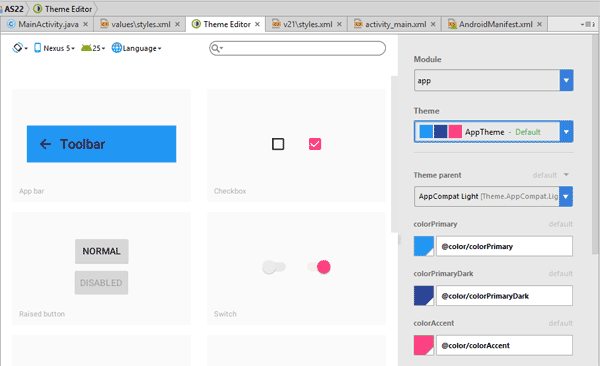 AS22 Theme Editor
MainActivity.java values\styles.xml Theme Editor v21\styles.xml activity_main.xml AndroidManifest.xml
Nexus 5 25 Language
Module
app
Theme
AppTheme - Default
Toolbar
App bar
Checkbox
Theme parent default
AppCompat Light [Theme.AppCompat.Lig
colorPrimary default
@color/colorPrimary
NORMAL
DISABLED
Raised button
Switch
colorPrimaryDark default
@color/colorPrimaryDark
colorAccent default
@color/colorAccent